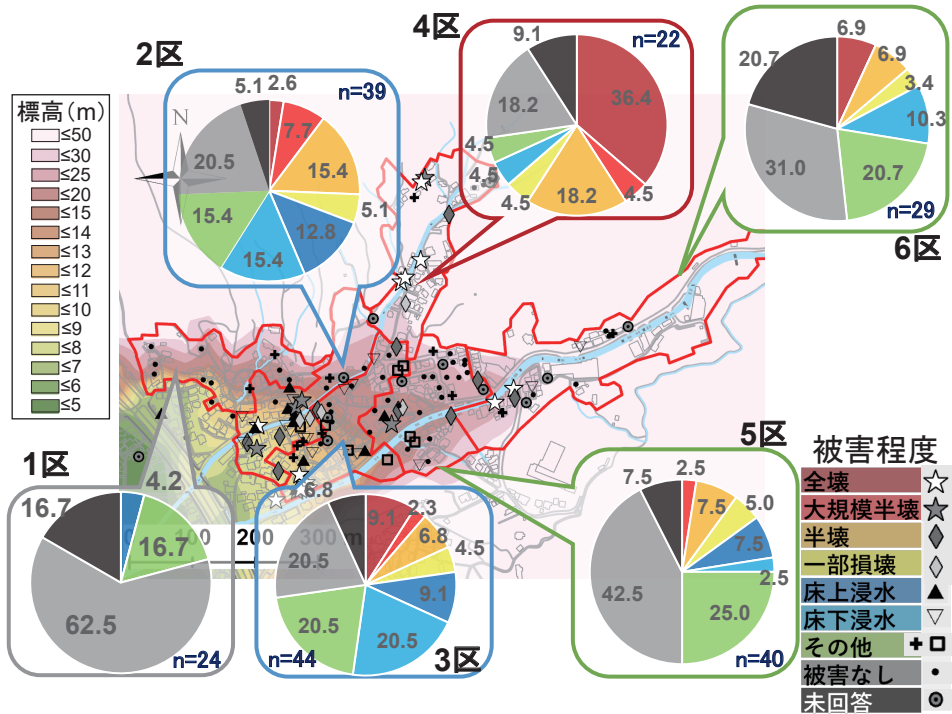 4区
9.1
n=22
36.4
18.2
4.5
4.5
4.5
18.2
4.5
2区
5.1
2.6
n=39
7.7
20.5
15.4
5.1
15.4
12.8
15.4
6.9
20.7
6.9
3.4
10.3
31.0
20.7
n=29
6区
標高(m)
≤50
≤30
≤25
≤20
≤15
≤14
≤13
≤12
≤11
≤10
≤9
≤8
≤7
≤6
≤5
N
1区
4.2
16.7
16.7
62.5
n=24
0
100
200
300 m
6.8
9.1
2.3
6.8
20.5
4.5
9.1
20.5
20.5
n=44
3区
5区
7.5
2.5
7.5
5.0
7.5
42.5
2.5
25.0
n=40
被害程度
全壊
大規模半壊
半壊
一部損壊
床上浸水
床下浸水
その他
被害なし
未回答